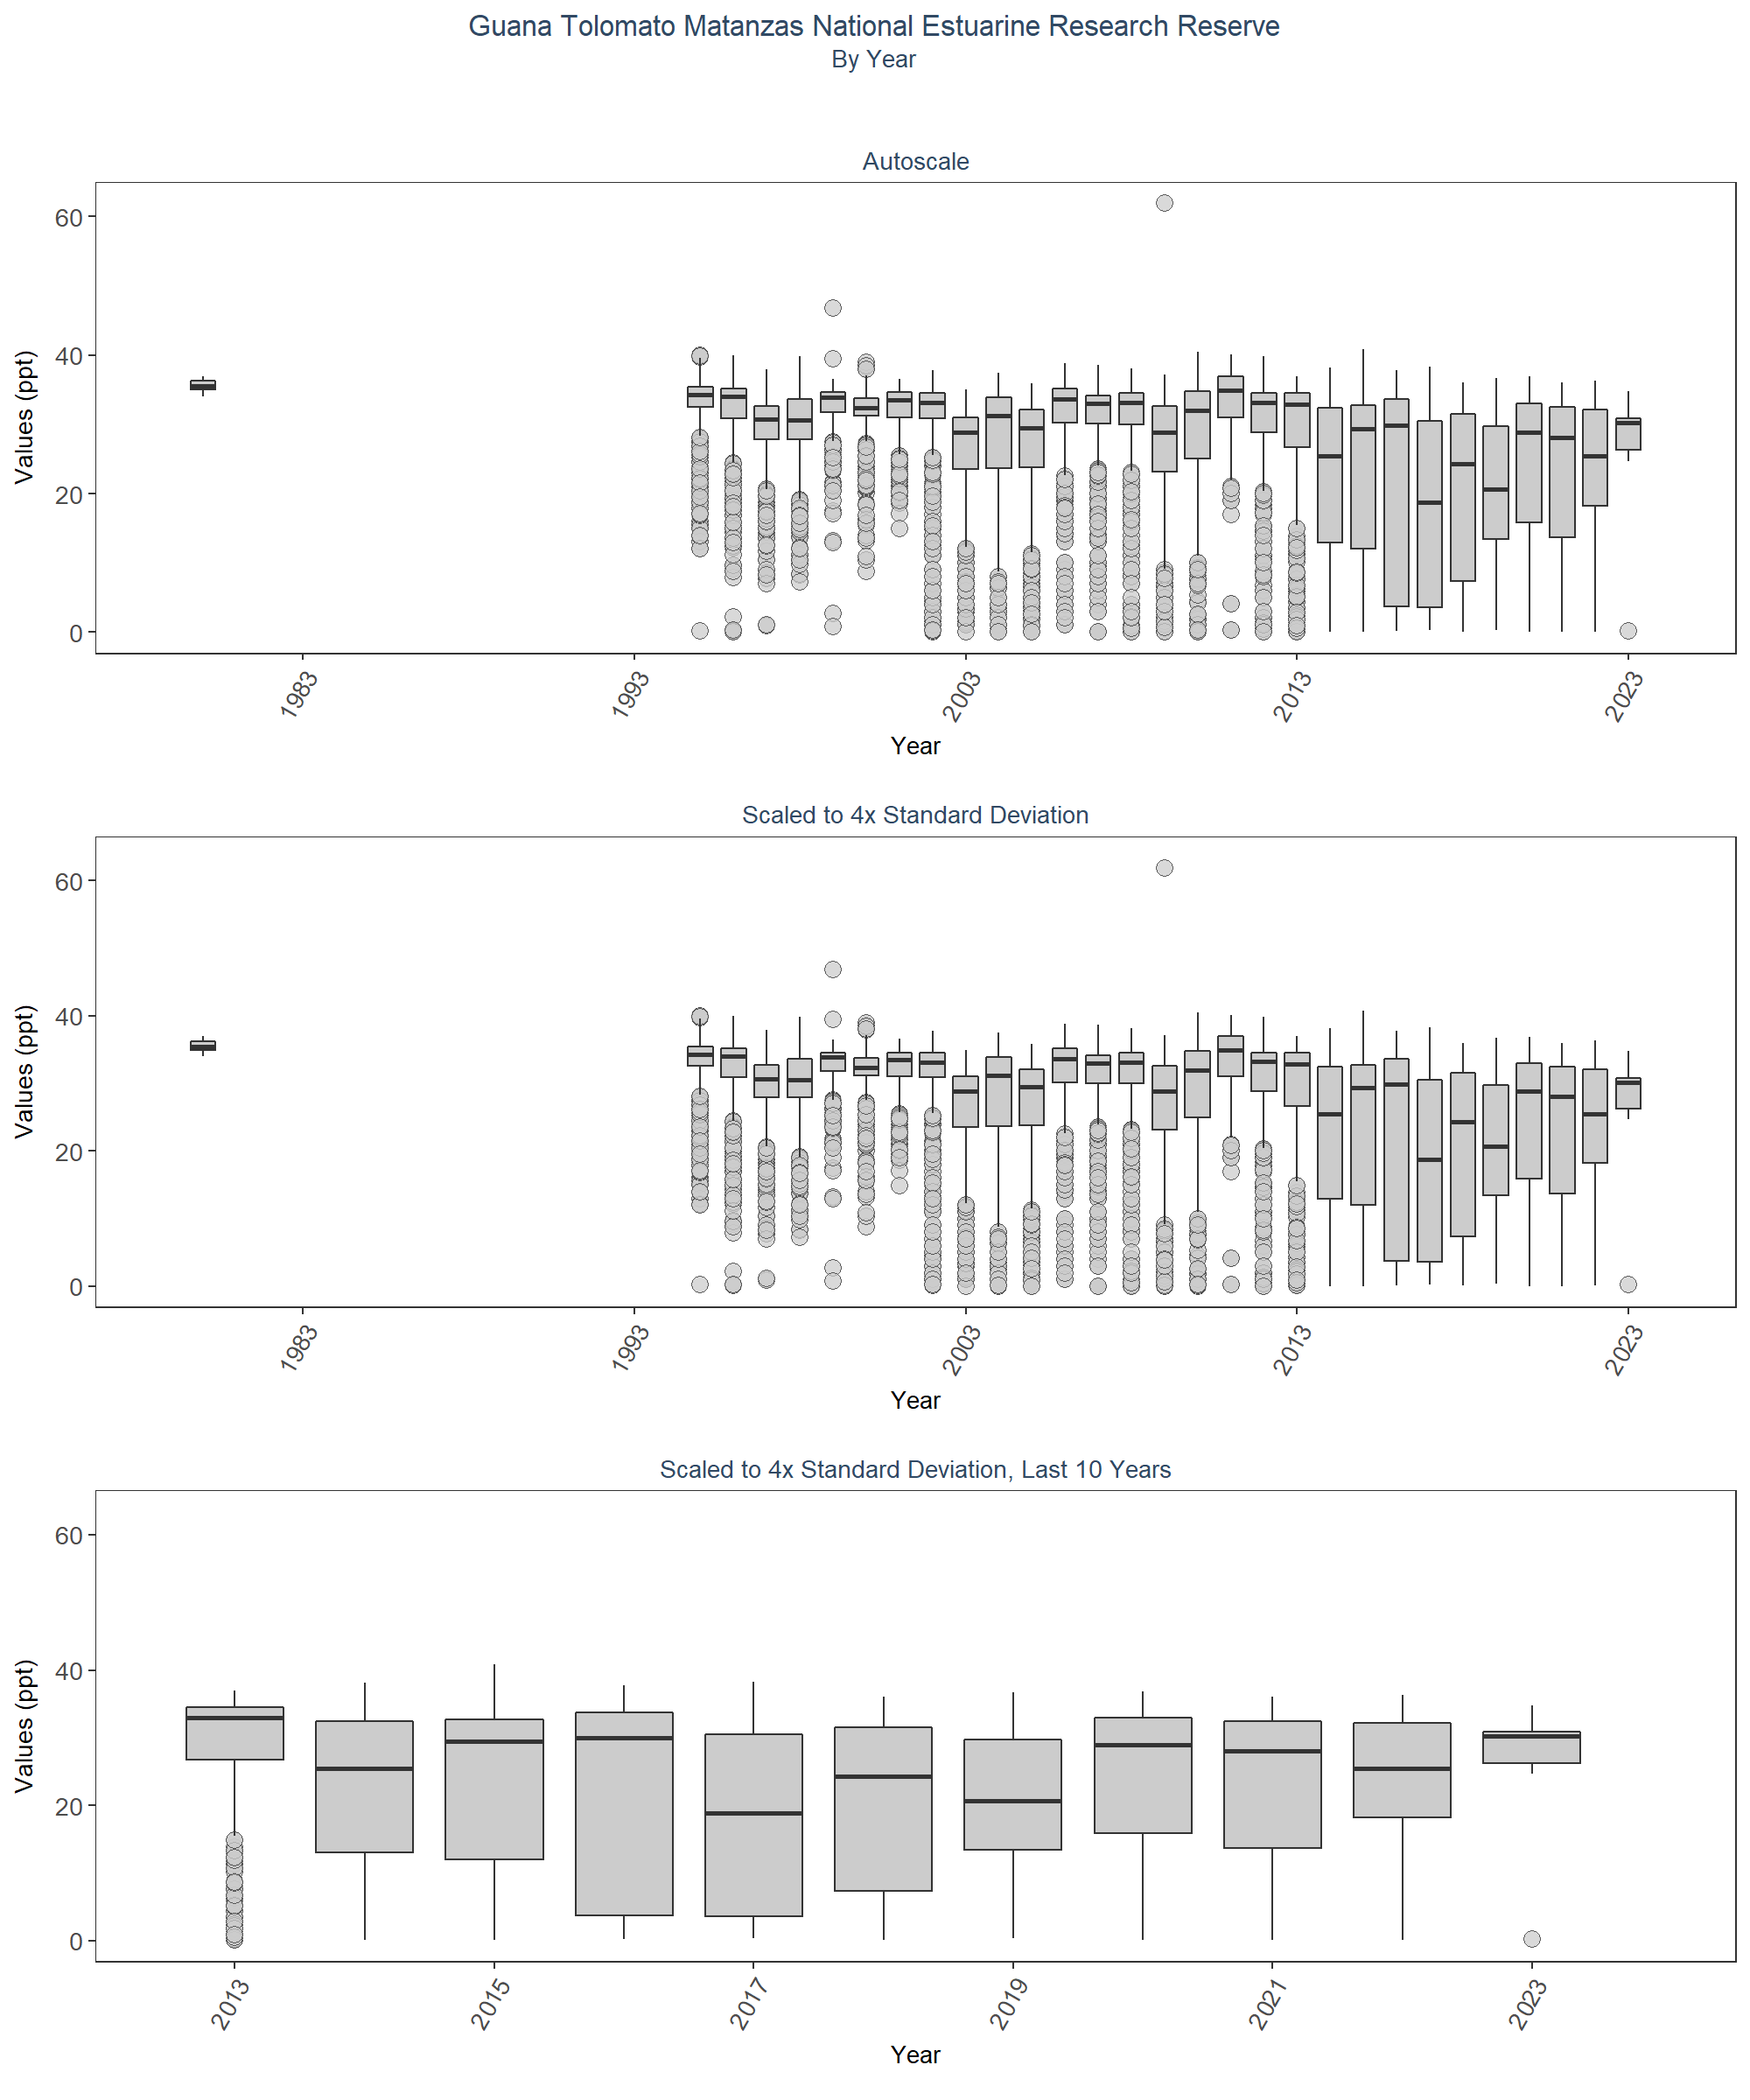 Guana Tolomato Matanzas National Estuarine Research Reserve
By Year
Autoscale
Values (ppt)
60
40
20
0
1983
1993
2003
2013
2023
Year
Scaled to 4x Standard Deviation
Values (ppt)
60
40
20
0
1983
1993
2003
2013
2023
Year
Scaled to 4x Standard Deviation, Last 10 Years
Values (ppt)
60
40
20
0
2013
2015
2017
2019
2021
2023
Year